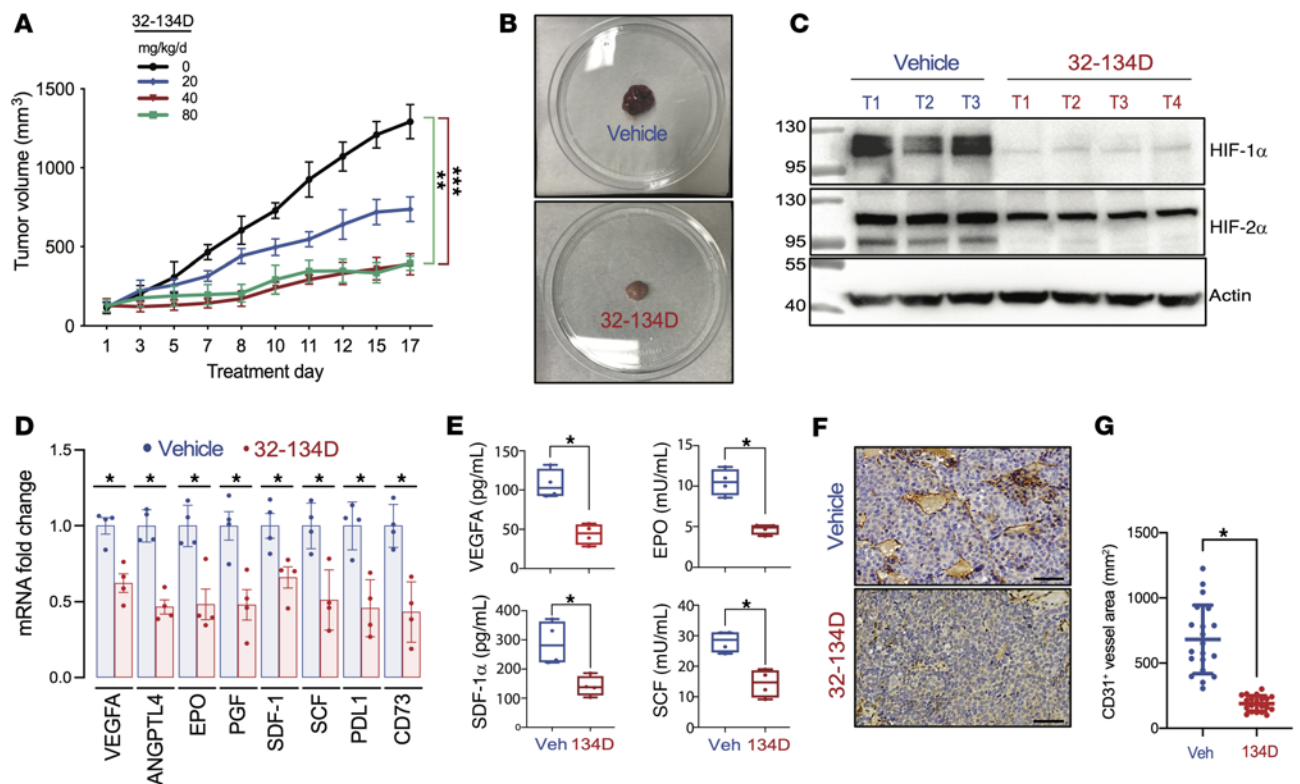 A
32-134D
mg/kg/d
0
20
40
80
Tumor volume (mm³)
1500
1000
500
0
1 3 5 7 8 10 11 12 15 17
Treatment day
**
***
B
Vehicle
32-134D
C
Vehicle 32-134D
T1 T2 T3 T1 T2 T3 T4
130
95
HIF-1α
130
95
HIF-2α
55
40
Actin
D
Vehicle 32-134D
mRNA fold change
1.5
1.0
0.5
0.0
* * * * * * * *
VEGFA ANGPTL4 EPO PGF SDF-1 SCF PDL1 CD73
E
VEGFA (pg/mL)
150
100
50
0
*
EPO (mU/mL)
15
10
5
0
*
SDF-1α (pg/mL)
400
300
200
100
0
*
Veh 134D
SCF (mU/mL)
40
30
20
10
0
*
Veh 134D
F
Vehicle
32-134D
G
CD31⁺ vessel area (mm²)
1500
1000
500
0
*
Veh 134D